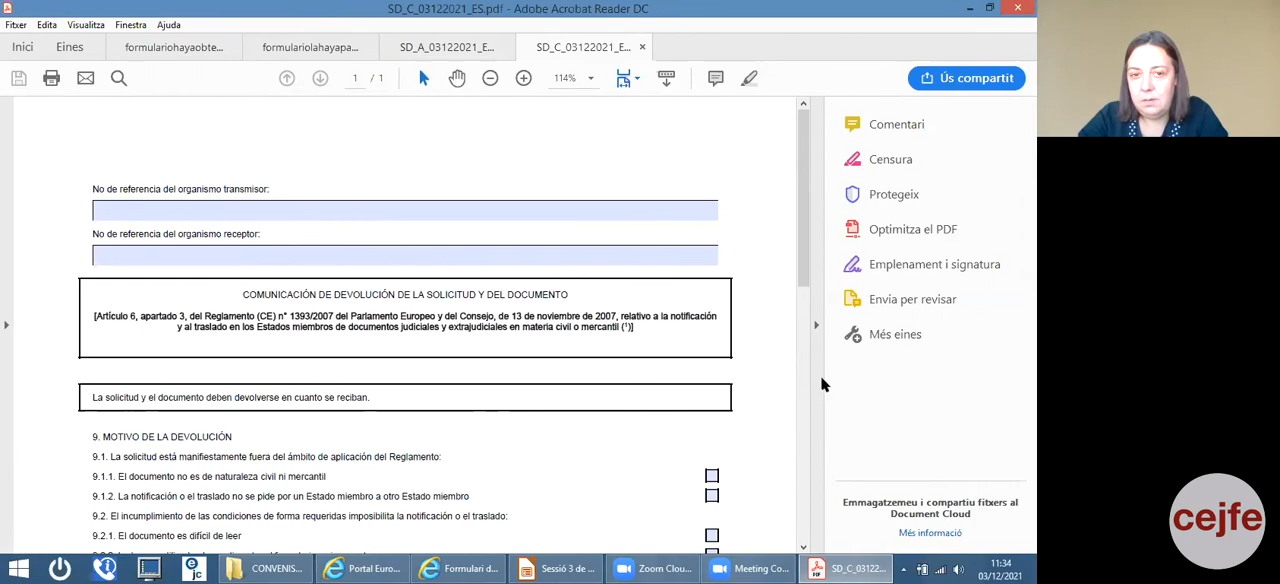 SD_C_03122021_ES.pdf - Adobe Acrobat Reader DC
Fitxer Edita Visualitza Finestra Ajuda
Inici Eines formulariohayaobte... formulariolahayapa... SD_A_03122021_E... SD_C_03122021_E...
1 / 1 114% Ús compartit
No de referencia del organismo transmisor:
No de referencia del organismo receptor:
COMUNICACIÓN DE DEVOLUCIÓN DE LA SOLICITUD Y DEL DOCUMENTO
[Artículo 6, apartado 3, del Reglamento (CE) n° 1393/2007 del Parlamento Europeo y del Consejo, de 13 de noviembre de 2007, relativo a la notificación
y al traslado en los Estados miembros de documentos judiciales y extrajudiciales en materia civil o mercantil (¹)]
La solicitud y el documento deben devolverse en cuanto se reciban.
9. MOTIVO DE LA DEVOLUCIÓN
9.1. La solicitud está manifiestamente fuera del ámbito de aplicación del Reglamento:
9.1.1. El documento no es de naturaleza civil ni mercantil
9.1.2. La notificación o el traslado no se pide por un Estado miembro a otro Estado miembro
9.2. El incumplimiento de las condiciones de forma requeridas imposibilita la notificación o el traslado:
9.2.1. El documento es difícil de leer
Comentari
Censura
Protegeix
Optimitza el PDF
Emplenament i signatura
Envia per revisar
Més eines
Emmagatzemeu i compartiu fitxers al
Document Cloud
Més informació
cejfe
CONVENIS... Portal Euro... Formulari d... Sessió 3 de ... Zoom Clou... Meeting Co... SD_C_03122...
11:34
03/12/2021